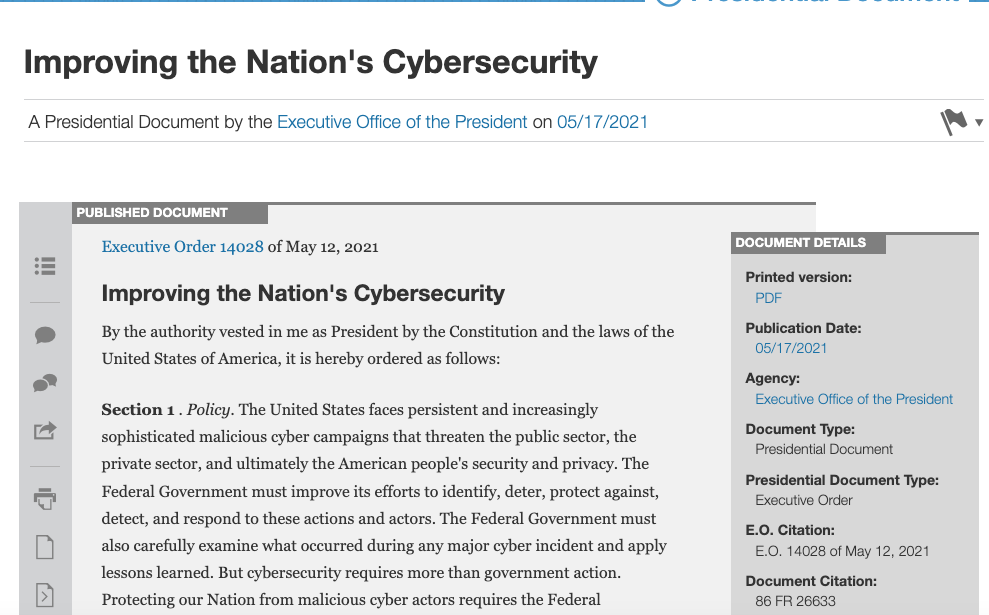 Presidential Document
Improving the Nation's Cybersecurity
A Presidential Document by the Executive Office of the President on 05/17/2021
PUBLISHED DOCUMENT
Executive Order 14028 of May 12, 2021
Improving the Nation's Cybersecurity
By the authority vested in me as President by the Constitution and the laws of the
United States of America, it is hereby ordered as follows:
Section 1 . Policy. The United States faces persistent and increasingly
sophisticated malicious cyber campaigns that threaten the public sector, the
private sector, and ultimately the American people's security and privacy. The
Federal Government must improve its efforts to identify, deter, protect against,
detect, and respond to these actions and actors. The Federal Government must
also carefully examine what occurred during any major cyber incident and apply
lessons learned. But cybersecurity requires more than government action.
Protecting our Nation from malicious cyber actors requires the Federal
DOCUMENT DETAILS
Printed version:
PDF
Publication Date:
05/17/2021
Agency:
Executive Office of the President
Document Type:
Presidential Document
Presidential Document Type:
Executive Order
E.O. Citation:
E.O. 14028 of May 12, 2021
Document Citation:
86 FR 26633